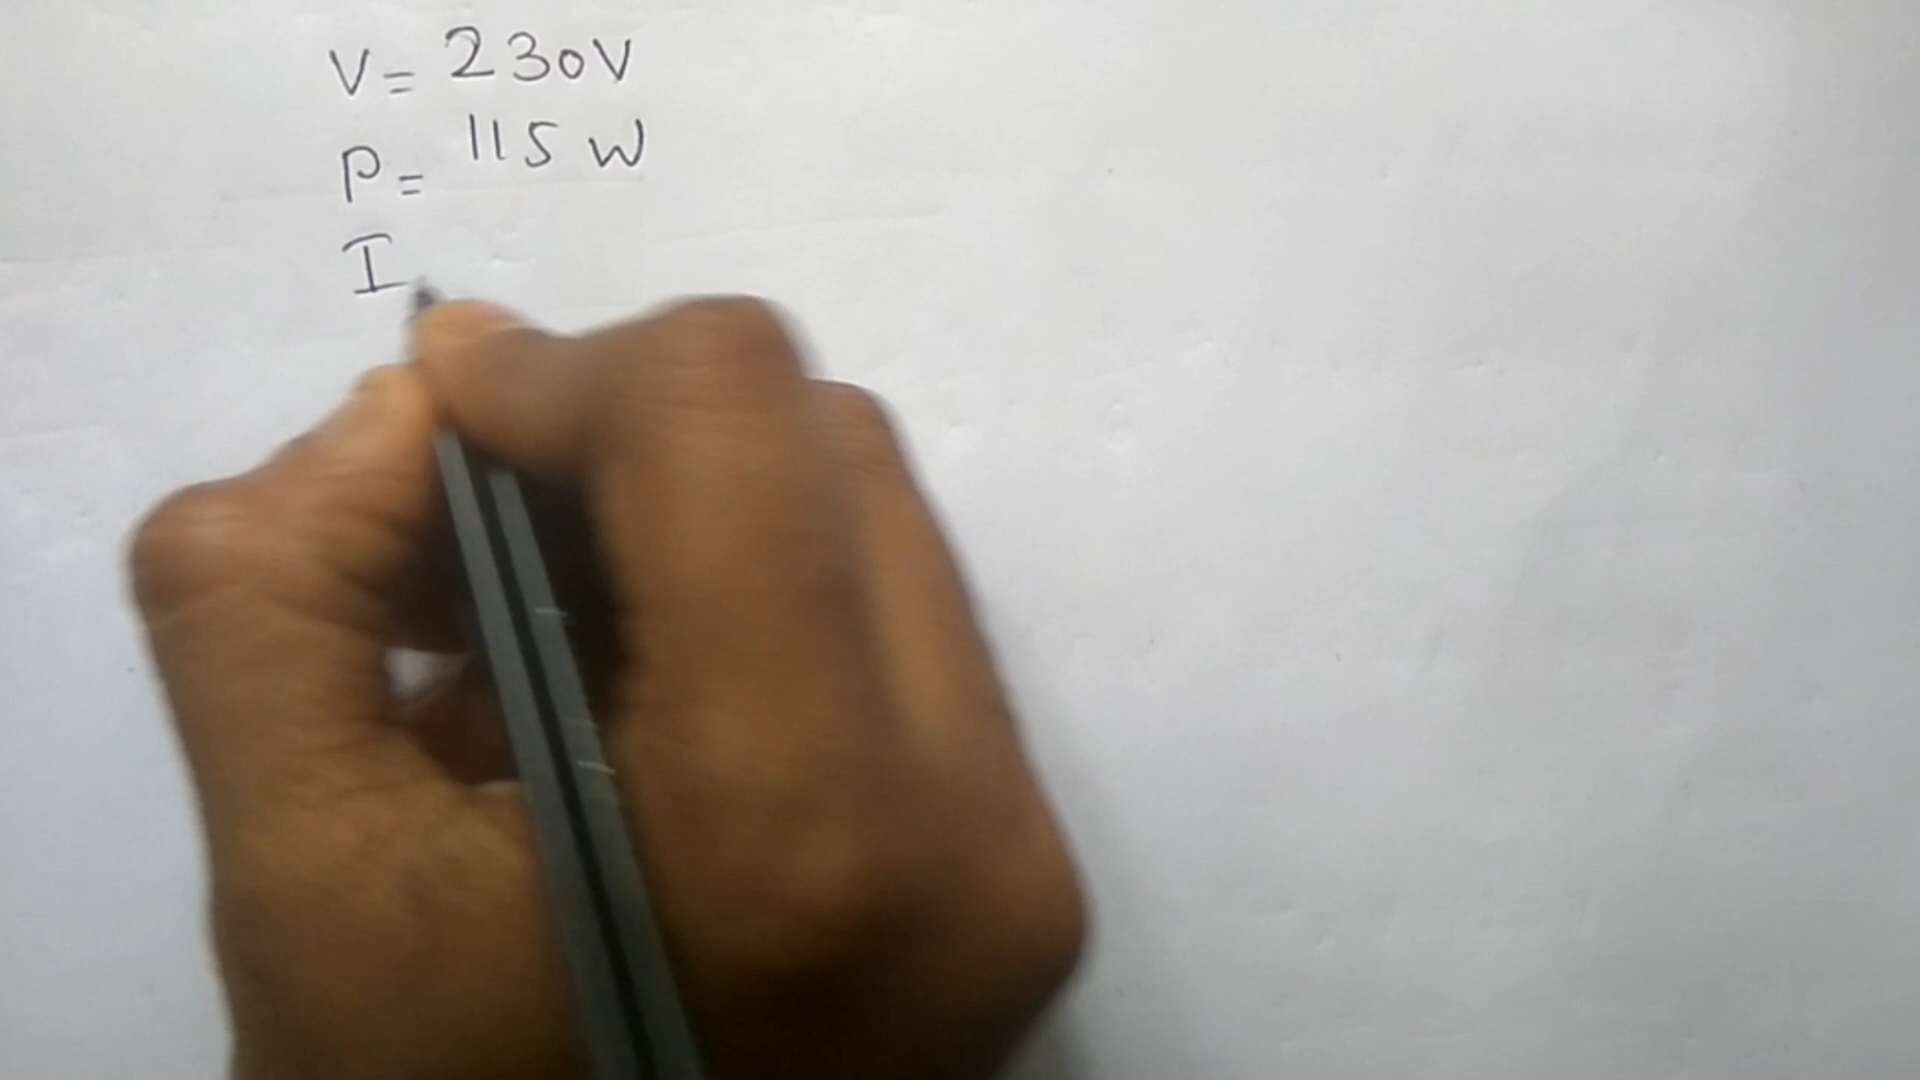 V = 230V
P = 115 W
I